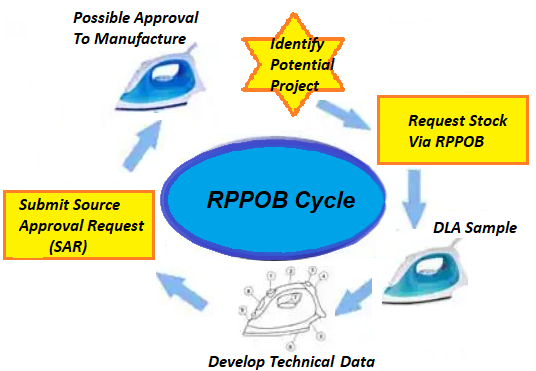 Possible Approval
To Manufacture
Identify
Potential
Project
Request Stock
Via RPPOB
RPPOB Cycle
DLA Sample
Submit Source
Approval Request
(SAR)
Develop Technical Data